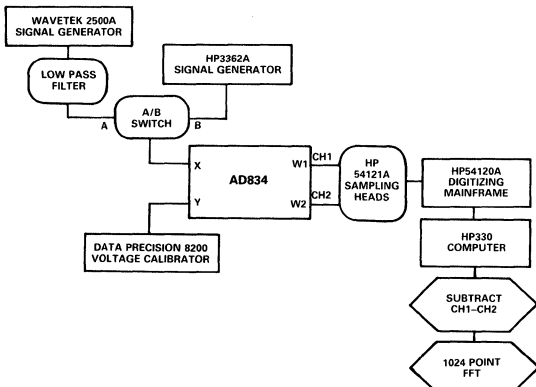 WAVETEK 2500A
SIGNAL GENERATOR
LOW PASS
FILTER
HP3362A
SIGNAL GENERATOR
A/B
SWITCH
A
B
X
Y
AD834
W1
W2
CH1
CH2
HP
54121A
SAMPLING
HEADS
HP54120A
DIGITIZING
MAINFRAME
HP330
COMPUTER
DATA PRECISION 8200
VOLTAGE CALIBRATOR
SUBTRACT
CH1–CH2
1024 POINT
FFT